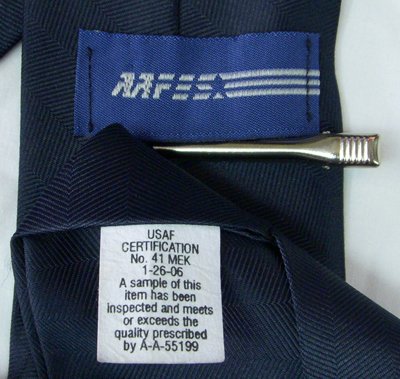 AAFES
USAF
CERTIFICATION
No. 41 MEK
1-26-06
A sample of this
item has been
inspected and meets
or exceeds the
quality prescribed
by A-A-55199